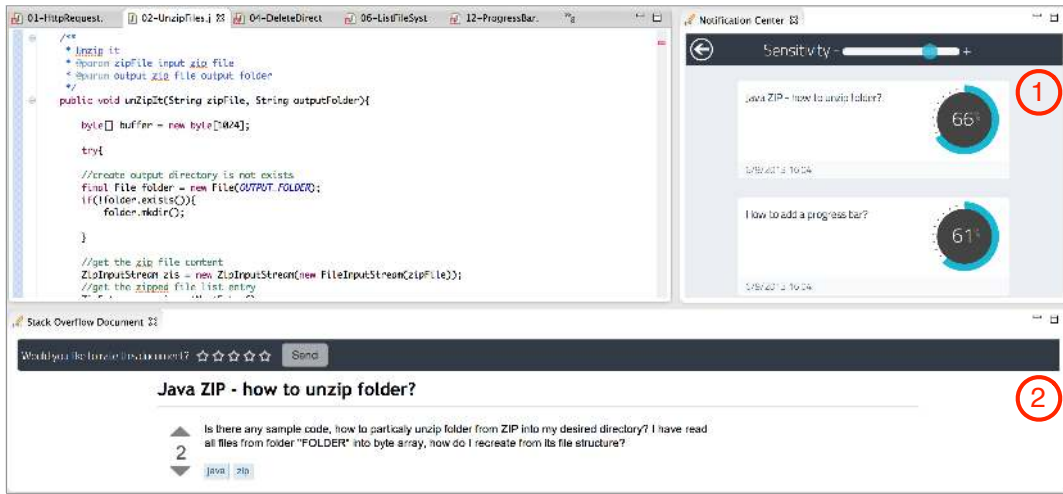 01-HttpRequest.
02-UnzipFiles.j
04-DeleteDirect
06-ListFileSyst
12-ProgressBar.
/**
* Unzip it
* @param zipFile input zip file
* @param output zip file output folder
*/
public void unZipIt(String zipFile, String outputFolder){
byte[] buffer = new byte[1024];
try{
//create output directory is not exists
final File folder = new File(OUTPUT_FOLDER);
if(!folder.exists()){
folder.mkdir();
}
//get the zip file content
ZipInputStream zis = new ZipInputStream(new FileInputStream(zipFile));
//get the zipped file list entry
Notification Center
Sensitivity - +
1
Java ZIP - how to unzip folder?
66%
How to add a progress bar?
61%
Stack Overflow Document
Would you like to rate this document? Send
2
Java ZIP - how to unzip folder?
Is there any sample code, how to particaly unzip folder from ZIP into my desired directory? I have read
all files from folder "FOLDER" into byte array, how do I recreate from its file structure?
2
java zip